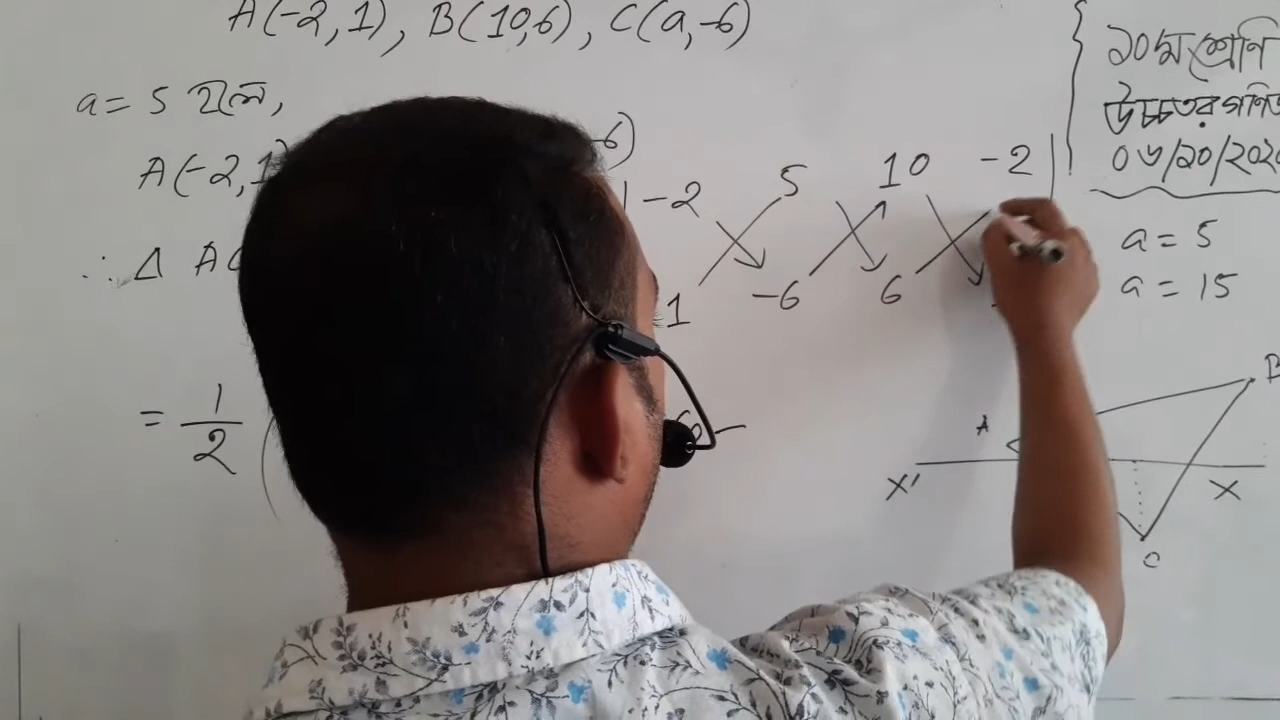 A(-2,1), B(10,6), C(a,-6)
a = 5 হলে,
A(-2,1
-6)
∴ Δ AC
| -2 5 10 -2 |
1 -6 6
= 1/2 (
১০ম শ্রেণি
উচ্চতর গণিত
০৬/১০/২০২
a = 5
a = 15
A
B
X'
X
C